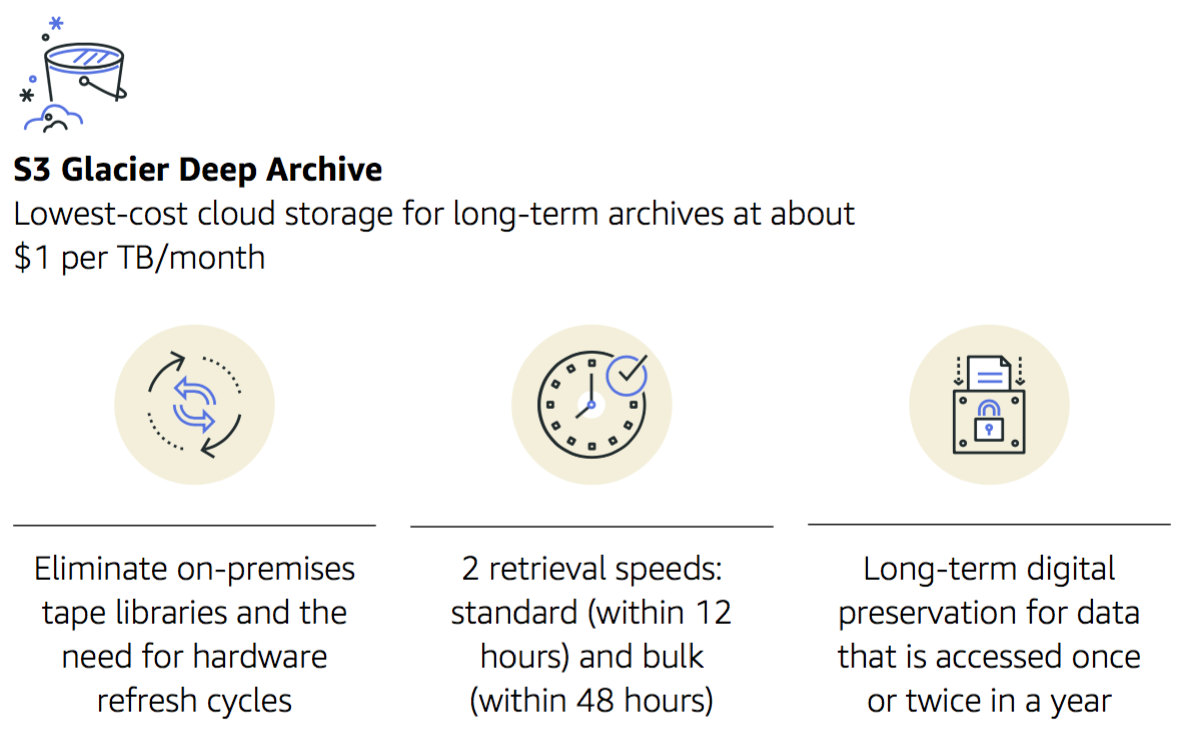 S3 Glacier Deep Archive
Lowest-cost cloud storage for long-term archives at about
$1 per TB/month
Eliminate on-premises
tape libraries and the
need for hardware
refresh cycles
2 retrieval speeds:
standard (within 12
hours) and bulk
(within 48 hours)
Long-term digital
preservation for data
that is accessed once
or twice in a year